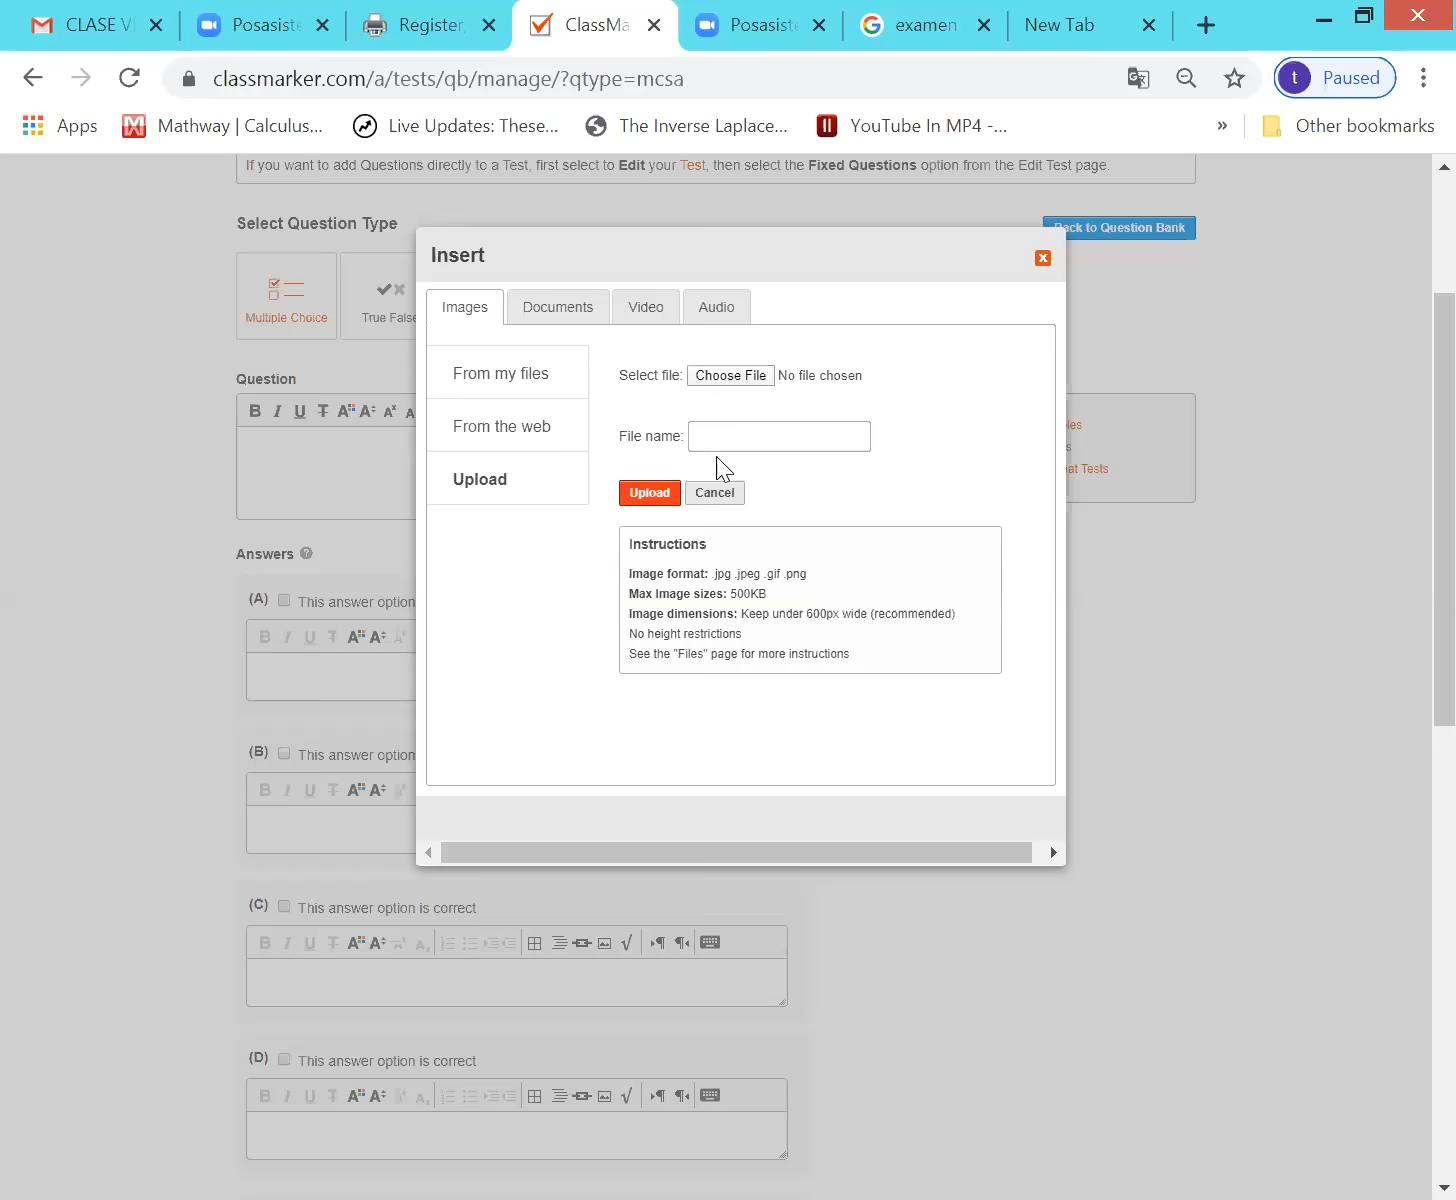 CLASE VI
Posasiste
Register,
ClassMa
Posasiste
examen
New Tab
classmarker.com/a/tests/qb/manage/?qtype=mcsa
t Paused
Apps
Mathway | Calculus...
Live Updates: These...
The Inverse Laplace...
YouTube In MP4 -...
»
Other bookmarks
If you want to add Questions directly to a Test, first select to Edit your Test, then select the Fixed Questions option from the Edit Test page.
Select Question Type
Back to Question Bank
Multiple Choice
True False
Question
B I U T
Answers
(A) This answer option
B I U T
(B) This answer option
B I U T
(C) This answer option is correct
B I U T
(D) This answer option is correct
B I U T
at Tests
Insert
x
Images
Documents
Video
Audio
From my files
From the web
Upload
Select file: Choose File No file chosen
File name:
Upload Cancel
Instructions
Image format: .jpg .jpeg .gif .png
Max Image sizes: 500KB
Image dimensions: Keep under 600px wide (recommended)
No height restrictions
See the "Files" page for more instructions